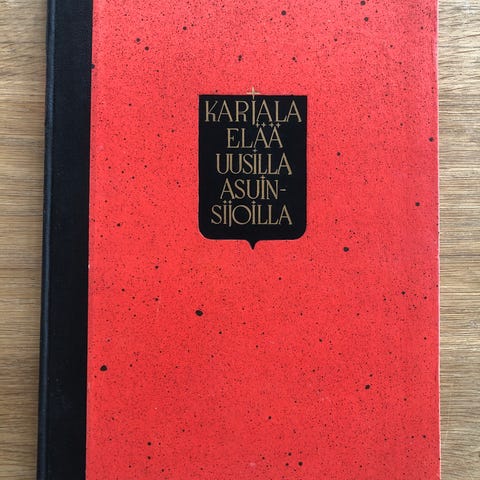 KARJALA
ELÄÄ
UUSILLA
ASUIN-
SIJOILLA